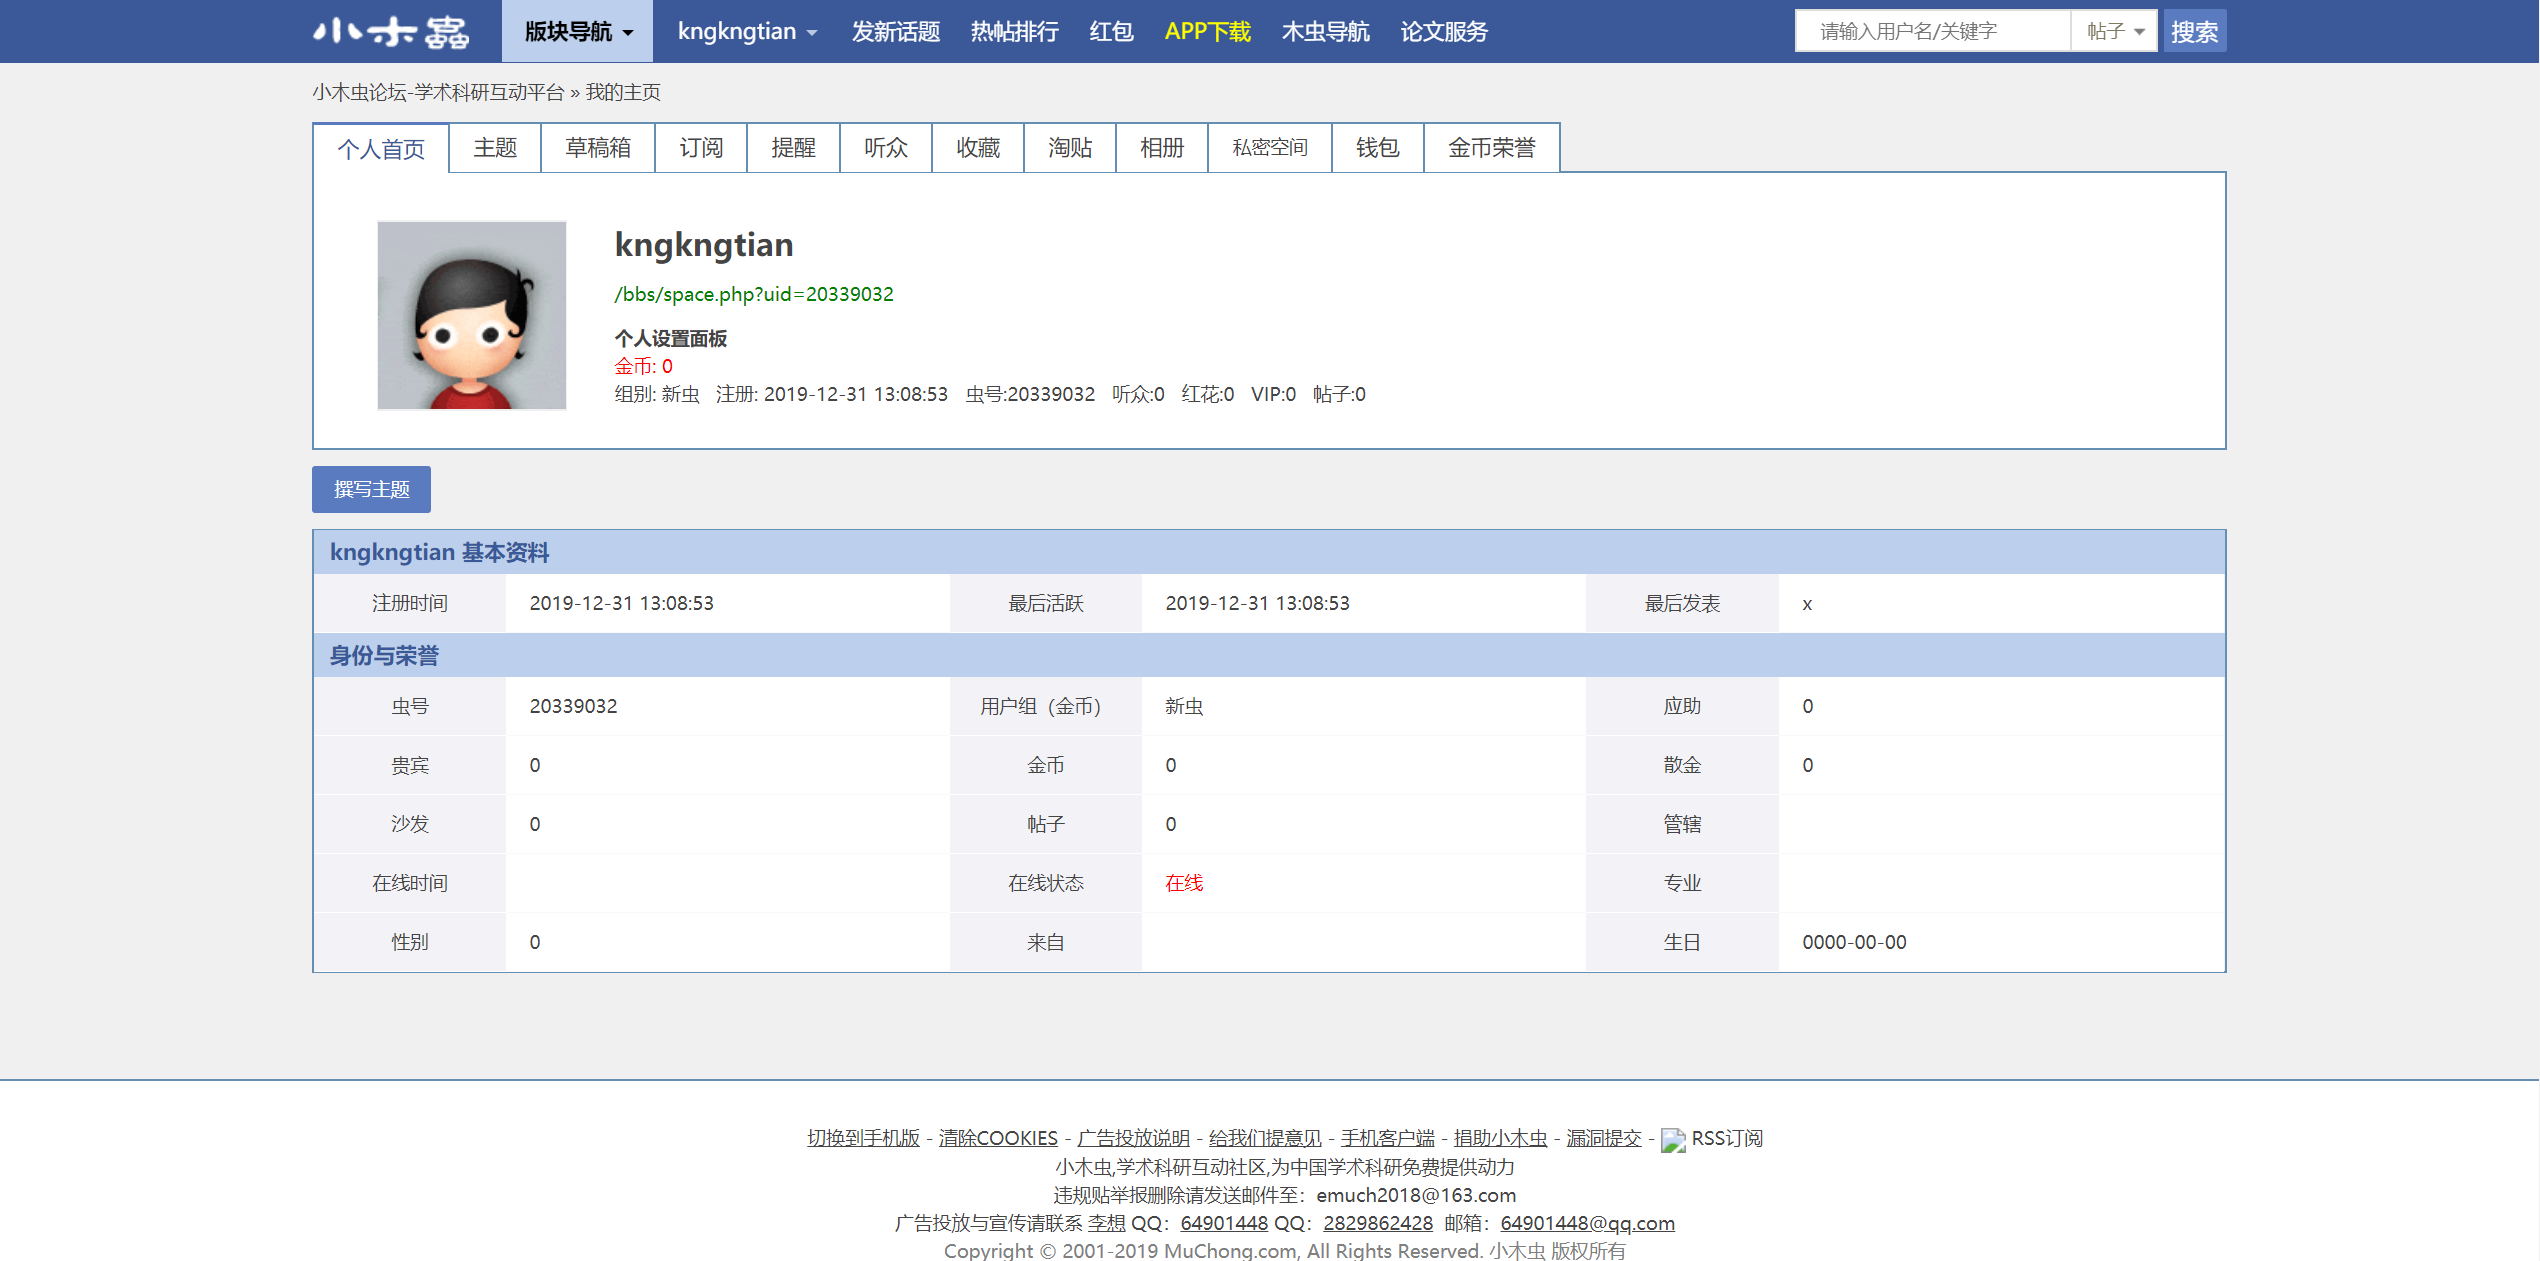 小木蟲 版块导航 kngkngtian 发新话题 热帖排行 红包 APP下载 木虫导航 论文服务 请输入用户名/关键字 帖子 搜索
小木虫论坛-学术科研互动平台 » 我的主页
个人首页 主题 草稿箱 订阅 提醒 听众 收藏 淘贴 相册 私密空间 钱包 金币荣誉
kngkngtian
/bbs/space.php?uid=20339032
个人设置面板
金币: 0
组别: 新虫 注册: 2019-12-31 13:08:53 虫号:20339032 听众:0 红花:0 VIP:0 帖子:0
撰写主题
kngkngtian 基本资料
注册时间 2019-12-31 13:08:53 最后活跃 2019-12-31 13:08:53 最后发表 x
身份与荣誉
虫号 20339032 用户组（金币） 新虫 应助 0
贵宾 0 金币 0 散金 0
沙发 0 帖子 0 管辖
在线时间 在线状态 在线 专业
性别 0 来自 生日 0000-00-00
切换到手机版 - 清除COOKIES - 广告投放说明 - 给我们提意见 - 手机客户端 - 捐助小木虫 - 漏洞提交 - RSS订阅
小木虫,学术科研互动社区,为中国学术科研免费提供动力
违规贴举报删除请发送邮件至：emuch2018@163.com
广告投放与宣传请联系 李想 QQ：64901448 QQ：2829862428 邮箱：64901448@qq.com
Copyright © 2001-2019 MuChong.com, All Rights Reserved. 小木虫 版权所有